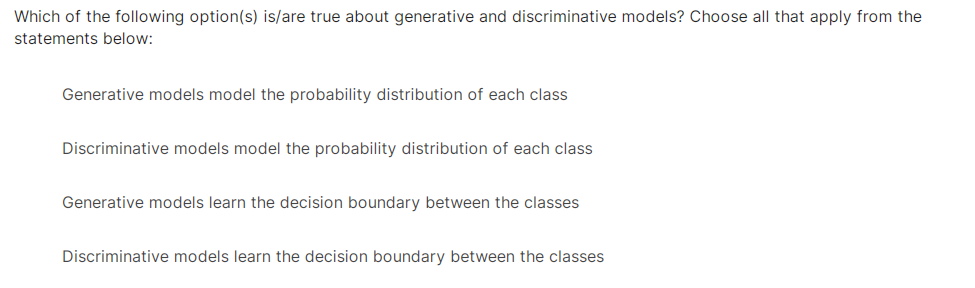 Which of the following option(s) is/are true about generative and discriminative models? Choose all that apply from the
statements below:
Generative models model the probability distribution of each class
Discriminative models model the probability distribution of each class
Generative models learn the decision boundary between the classes
Discriminative models learn the decision boundary between the classes